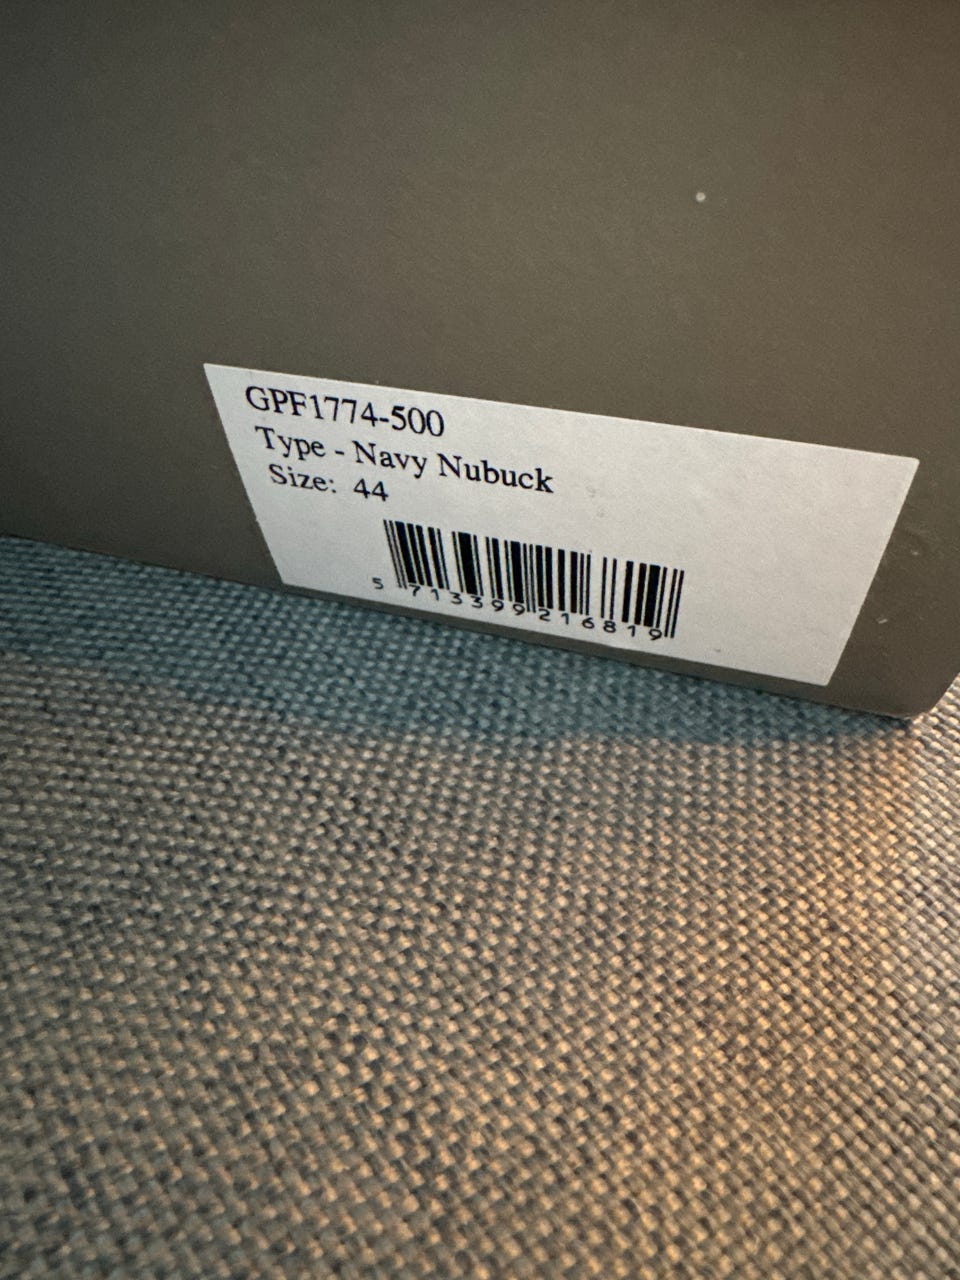 GPF1774-500
Type - Navy Nubuck
Size: 44
5 713399 216819